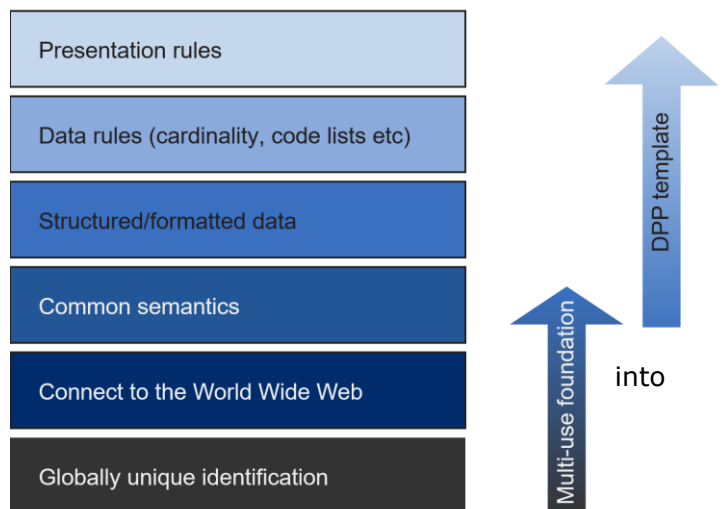 Presentation rules
Data rules (cardinality, code lists etc)
Structured/formatted data
Common semantics
Connect to the World Wide Web
Globally unique identification
Multi-use foundation
DPP template
into